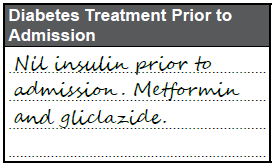 Diabetes Treatment Prior to
Admission
Nil insulin prior to
admission. Metformin
and gliclazide.